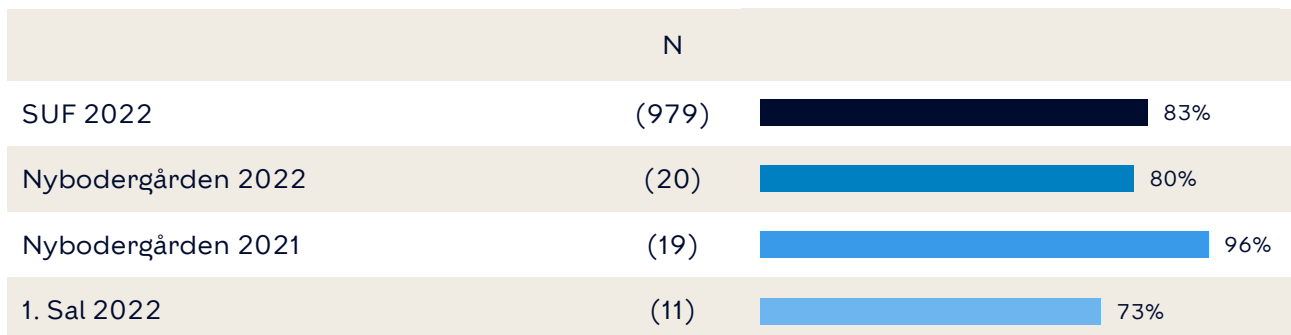 N
SUF 2022 (979) 83%
Nybodergården 2022 (20) 80%
Nybodergården 2021 (19) 96%
1. Sal 2022 (11) 73%